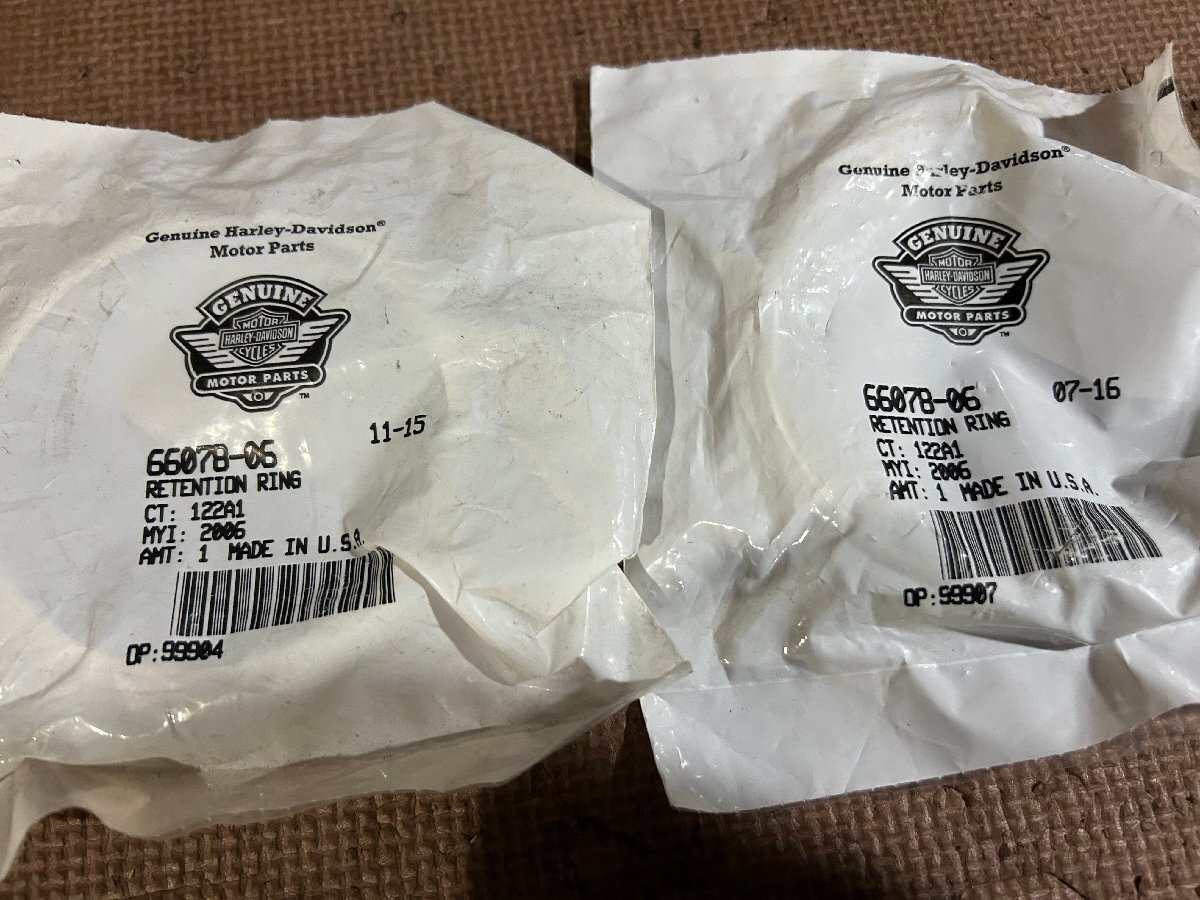 Genuine Harley-Davidson®
Motor Parts
GENUINE
MOTOR
HARLEY-DAVIDSON
CYCLES
MOTOR PARTS
™
11-15
66078-06
RETENTION RING
CT: 122A1
MYI: 2006
AMT: 1 MADE IN U.S.A.
OP:99904
Genuine Harley-Davidson®
Motor Parts
GENUINE
MOTOR
HARLEY-DAVIDSON
CYCLES
MOTOR PARTS
™
66078-06 07-16
RETENTION RING
CT: 122A1
MYI: 2006
AMT: 1 MADE IN U.S.A.
OP:99907